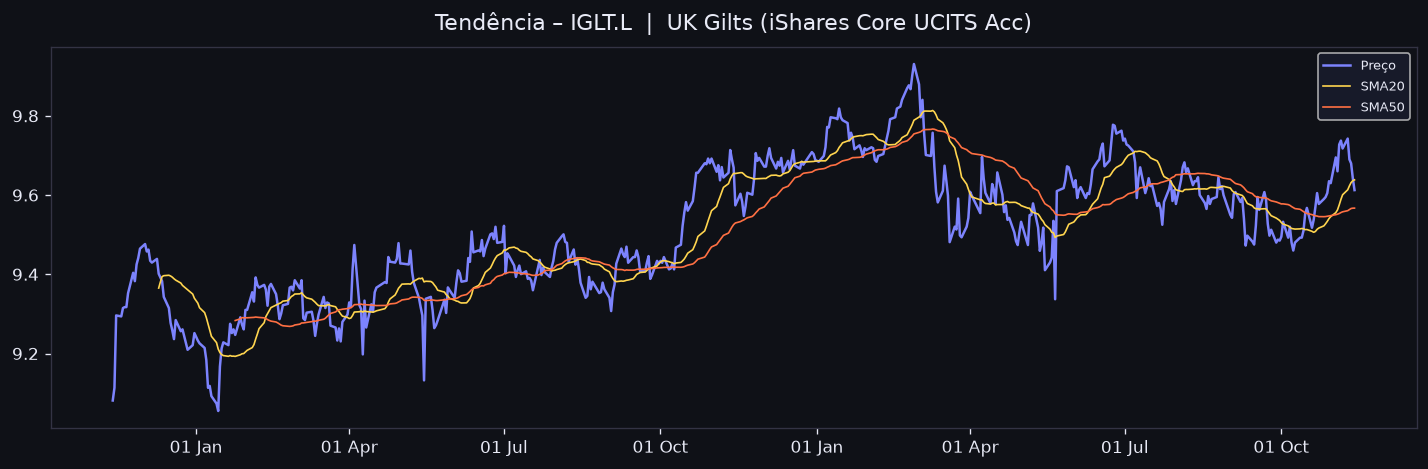 Tendência – IGLT.L | UK Gilts (iShares Core UCITS Acc)
Preço
SMA20
SMA50
9.8
9.6
9.4
9.2
01 Jan
01 Apr
01 Jul
01 Oct
01 Jan
01 Apr
01 Jul
01 Oct